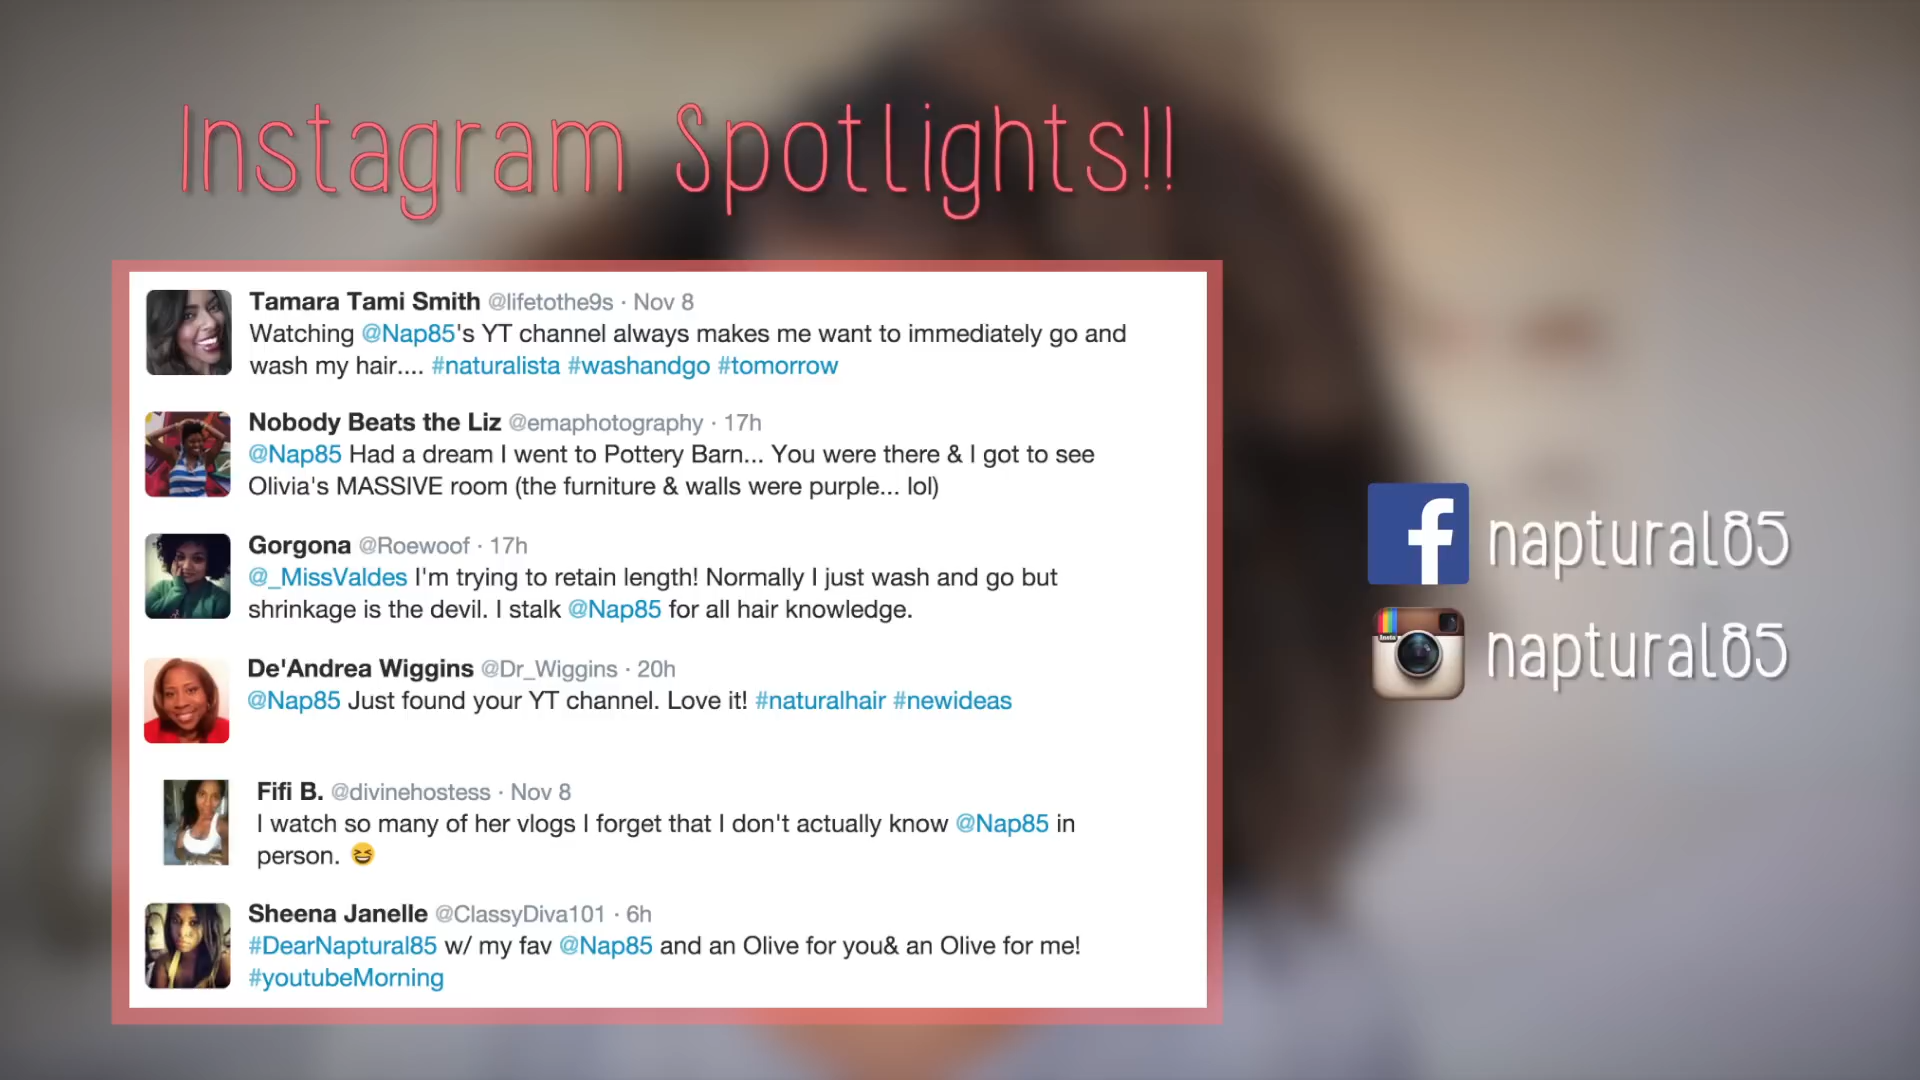 Instagram Spotlights!!
Tamara Tami Smith @lifetothe9s · Nov 8
Watching @Nap85's YT channel always makes me want to immediately go and
wash my hair.... #naturalista #washandgo #tomorrow
Nobody Beats the Liz @emaphotography · 17h
@Nap85 Had a dream I went to Pottery Barn... You were there & I got to see
Olivia's MASSIVE room (the furniture & walls were purple... lol)
Gorgona @Roewoof · 17h
@_MissValdes I'm trying to retain length! Normally I just wash and go but
shrinkage is the devil. I stalk @Nap85 for all hair knowledge.
De'Andrea Wiggins @Dr_Wiggins · 20h
@Nap85 Just found your YT channel. Love it! #naturalhair #newideas
Fifi B. @divinehostess · Nov 8
I watch so many of her vlogs I forget that I don't actually know @Nap85 in
person. 😆
Sheena Janelle @ClassyDiva101 · 6h
#DearNaptural85 w/ my fav @Nap85 and an Olive for you& an Olive for me!
#youtubeMorning
f naptural85
Insta naptural85